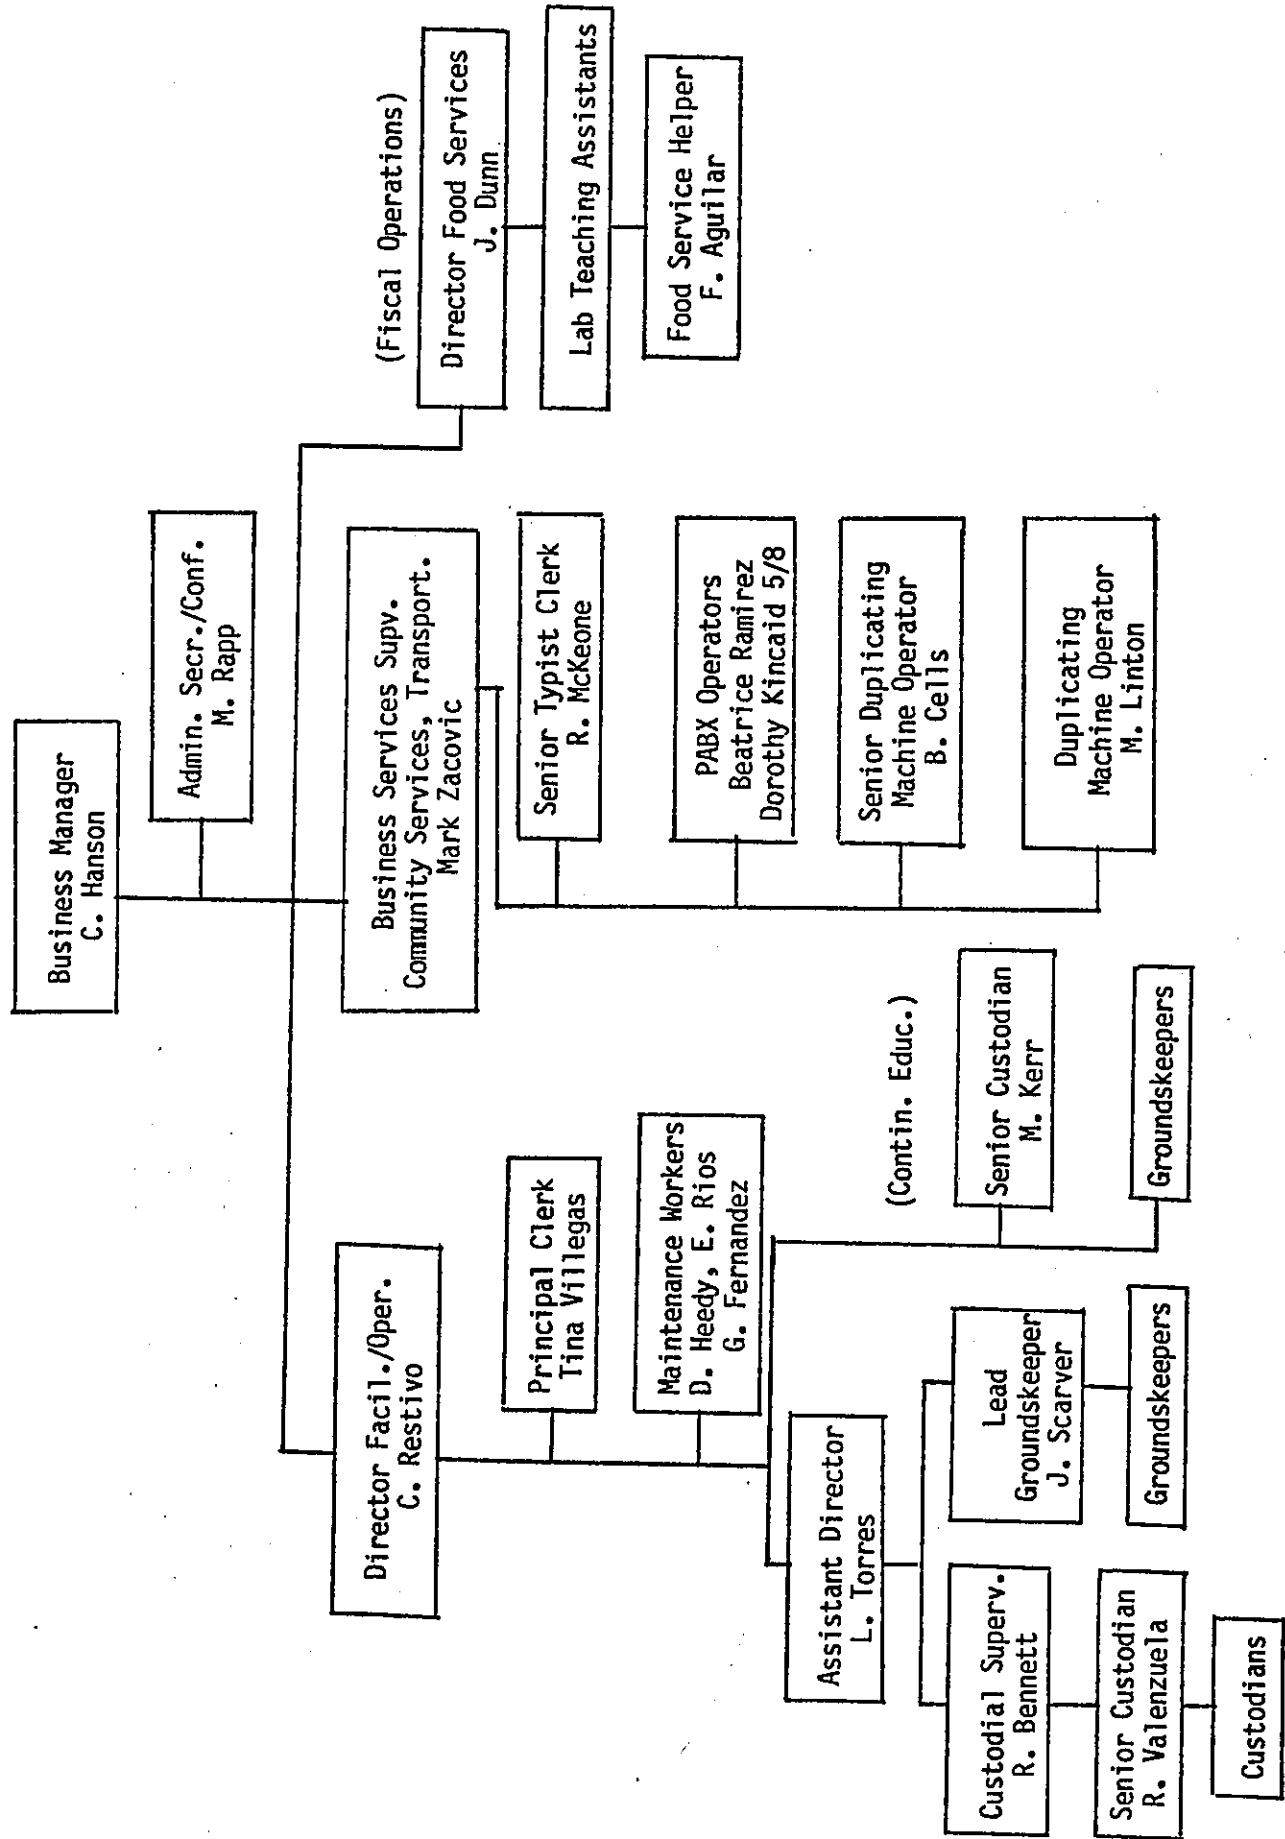 Business Manager
C. Hanson
Admin. Secr./Conf.
M. Rapp
Director Facil./Oper.
C. Restivo
Business Services Supv.
Community Services, Transport.
Mark Zacovic
(Fiscal Operations)
Director Food Services
J. Dunn
Principal Clerk
Tina Villegas
Senior Typist Clerk
R. McKeone
Lab Teaching Assistants
Maintenance Workers
D. Heedy, E. Rios
G. Fernandez
PABX Operators
Beatrice Ramirez
Dorothy Kincaid 5/8
Food Service Helper
F. Aguilar
Assistant Director
L. Torres
Senior Duplicating
Machine Operator
B. Cells
(Contin. Educ.)
Custodial Superv.
R. Bennett
Lead
Groundskeeper
J. Scarver
Senior Custodian
M. Kerr
Duplicating
Machine Operator
M. Linton
Senior Custodian
R. Valenzuela
Groundskeepers
Groundskeepers
Custodians